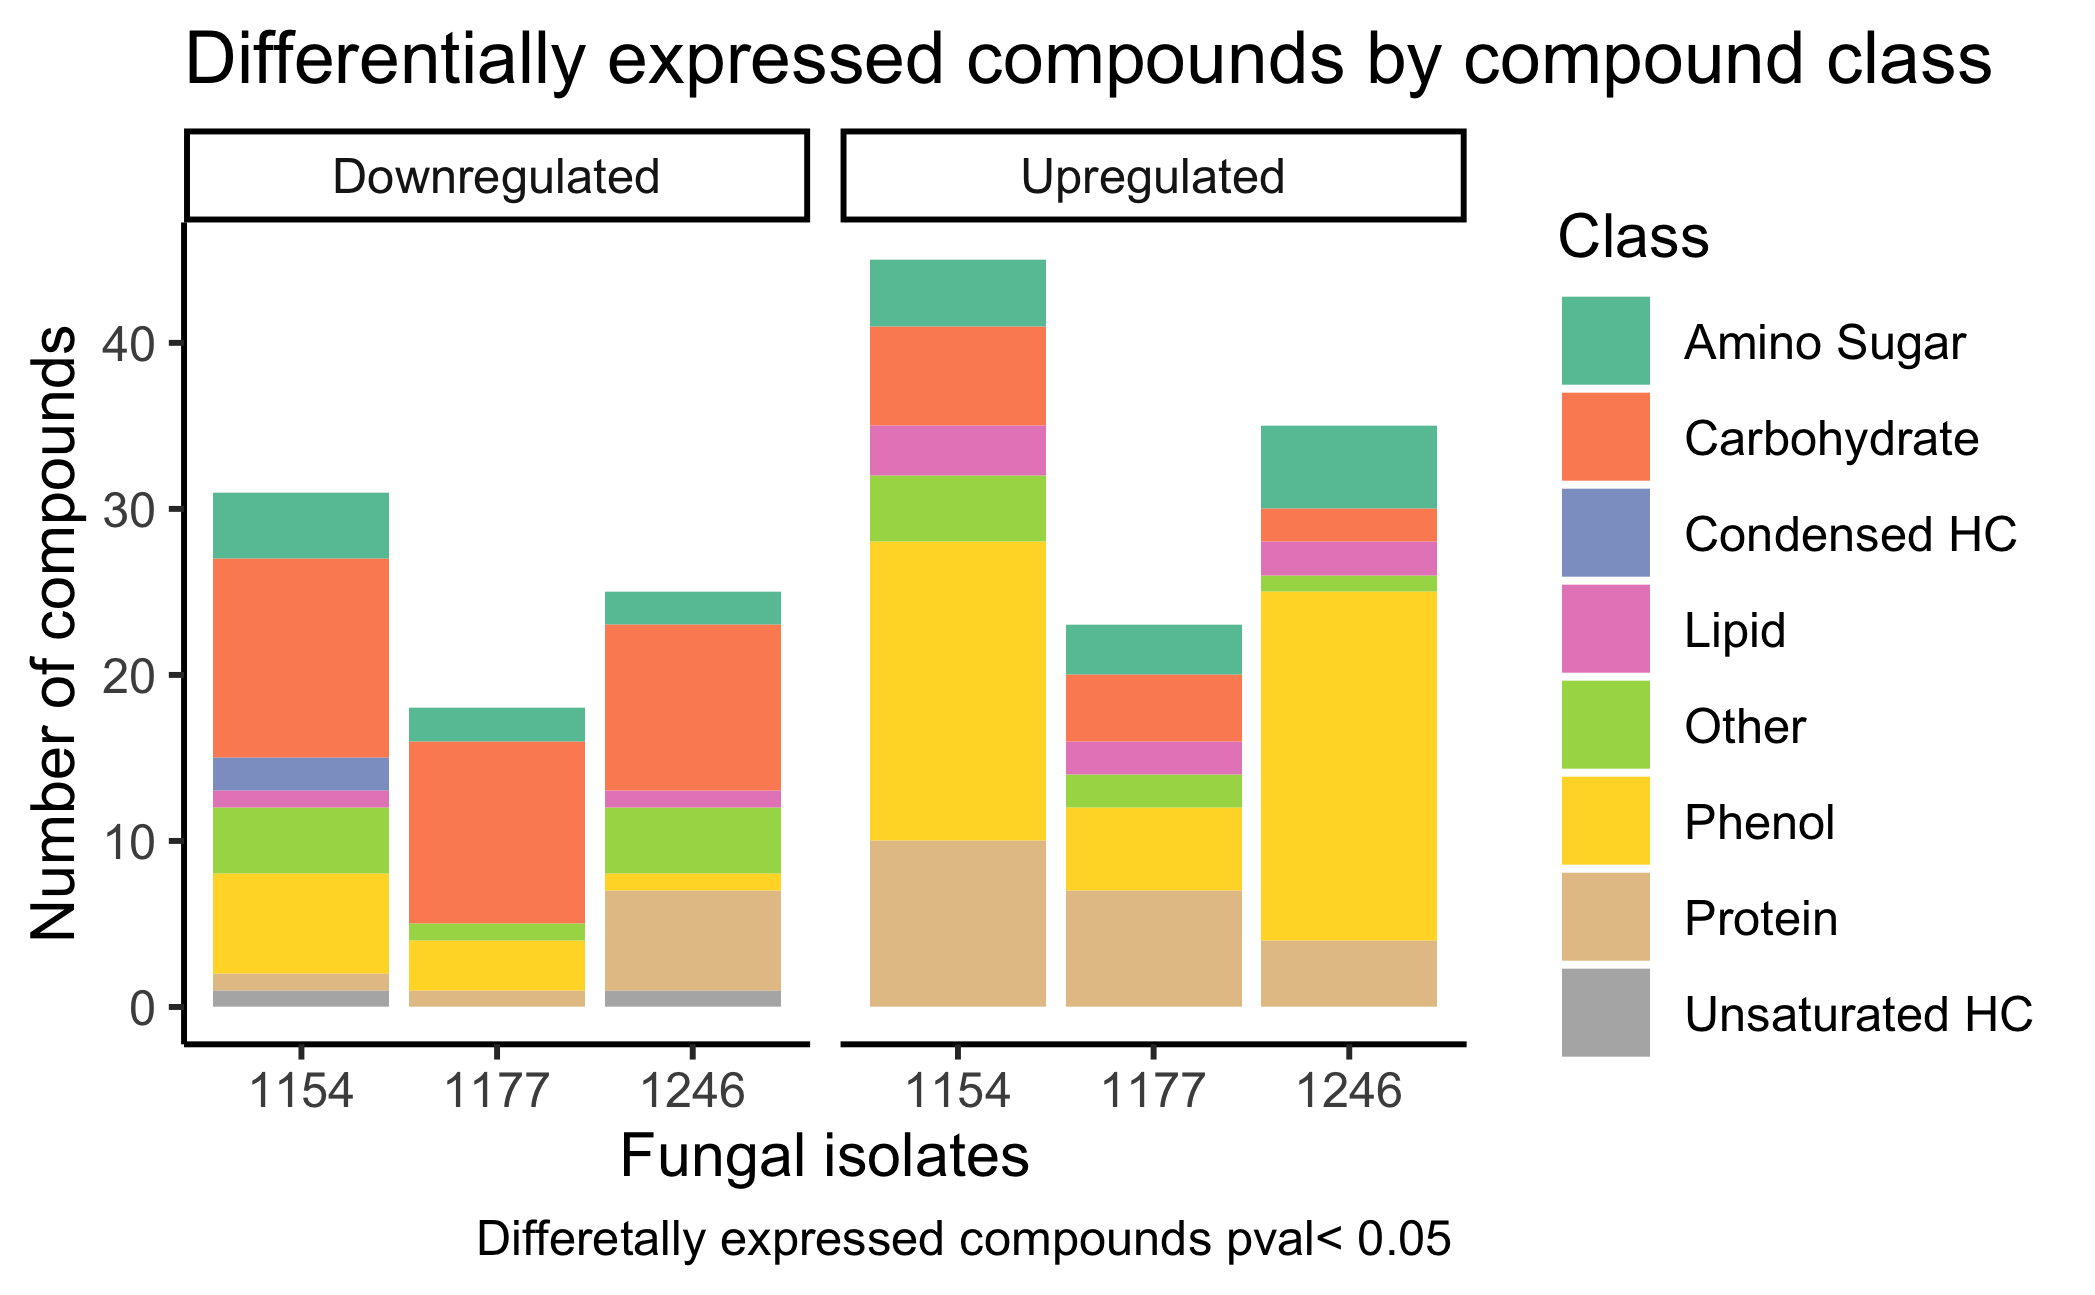 Differentially expressed compounds by compound class
Downregulated
Upregulated
Number of compounds
40
30
20
10
0
1154
1177
1246
1154
1177
1246
Fungal isolates
Differetally expressed compounds pval< 0.05
Class
Amino Sugar
Carbohydrate
Condensed HC
Lipid
Other
Phenol
Protein
Unsaturated HC